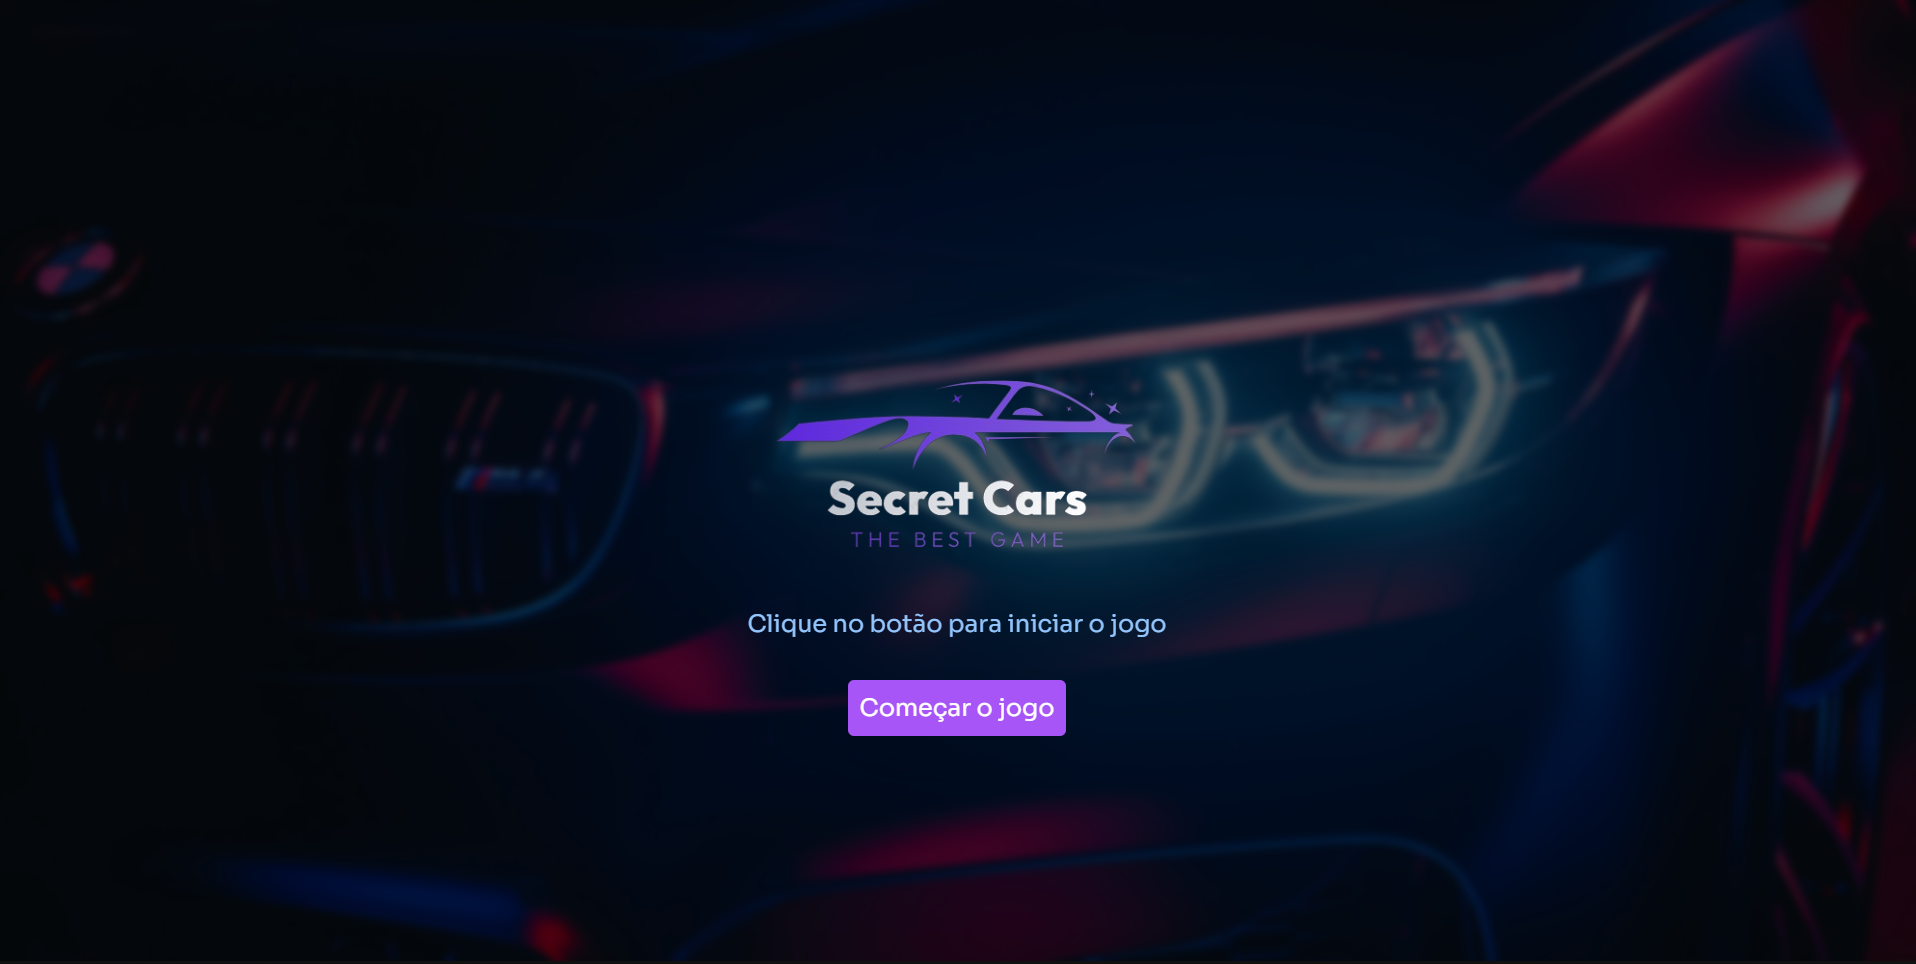 Secret Cars
THE BEST GAME
Clique no botão para iniciar o jogo
Começar o jogo